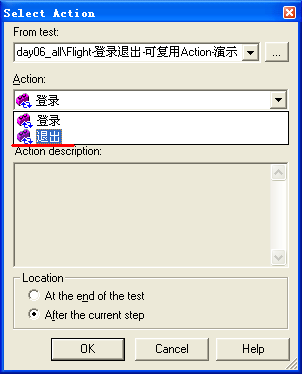 Select Action
From test:
day06_all\Flight-登录退出-可复用Action-演示
...
Action:
登录
登录
退出
Action description:
Location
At the end of the test
After the current step
OK
Cancel
Help